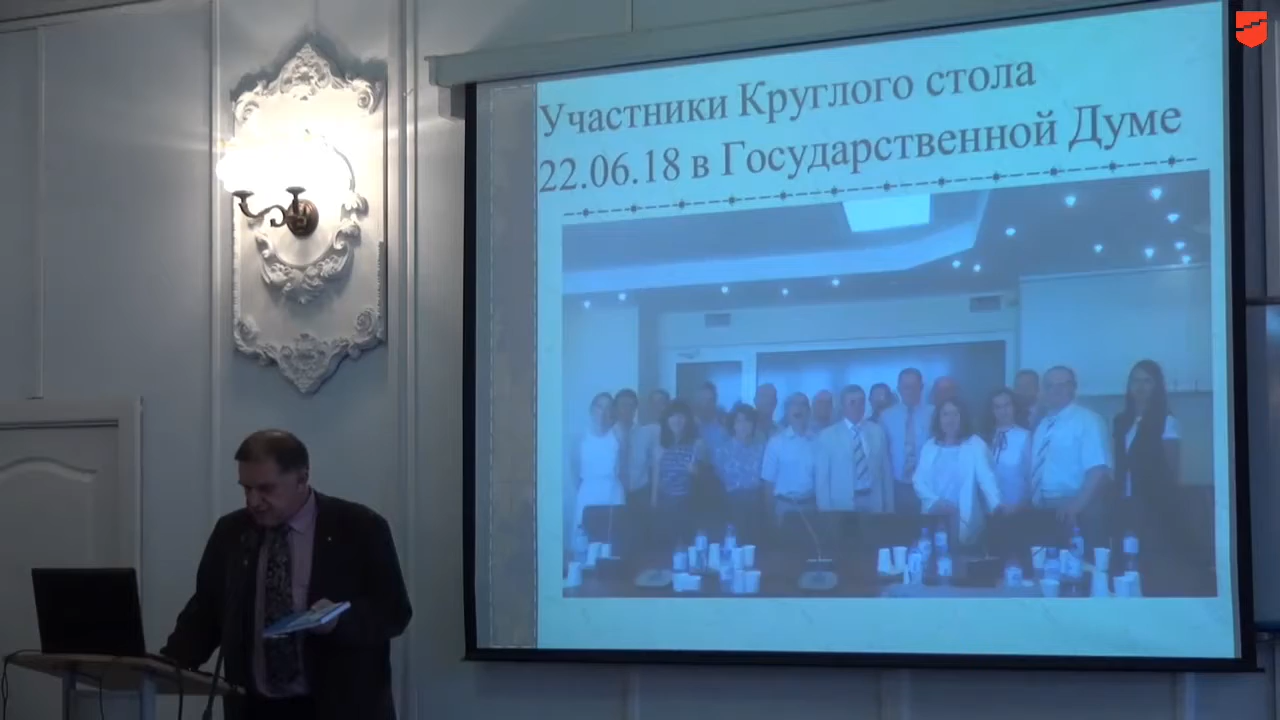 Участники Круглого стола
22.06.18 в Государственной Думе